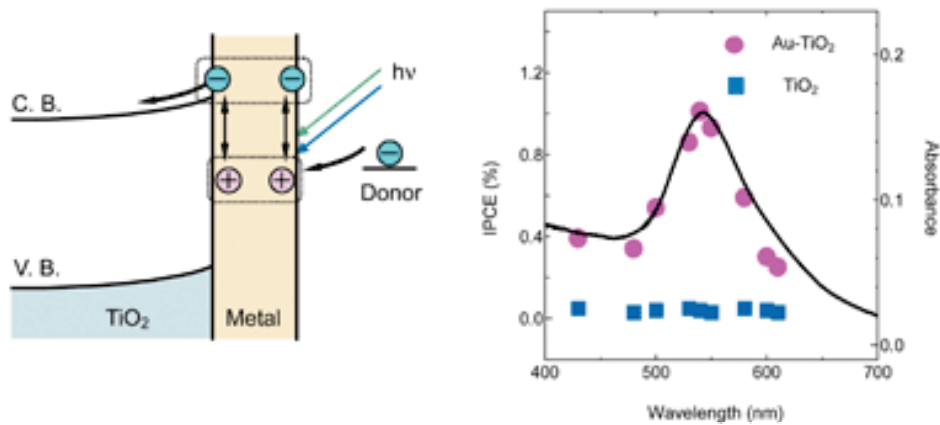 C. B.
hν
Donor
V. B.
TiO₂
Metal
Au-TiO₂
TiO₂
IPCE (%)
1.2
0.8
0.4
0.0
Absorbance
0.2
0.1
0.0
400
500
600
700
Wavelength (nm)